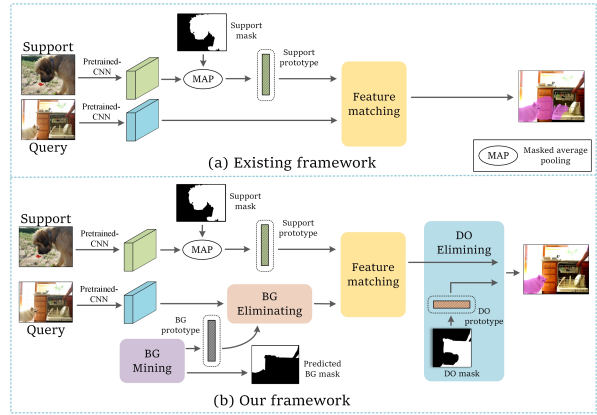 Support
Pretrained-
CNN
Support
mask
MAP
Support
prototype
Pretrained-
CNN
Query
Feature
matching
(a) Existing framework
MAP
Masked average
pooling
Support
Pretrained-
CNN
Support
mask
MAP
Support
prototype
Pretrained-
CNN
Query
BG
Eliminating
BG
prototype
BG
Mining
Predicted
BG mask
Feature
matching
DO
Elimining
DO
prototype
DO mask
(b) Our framework